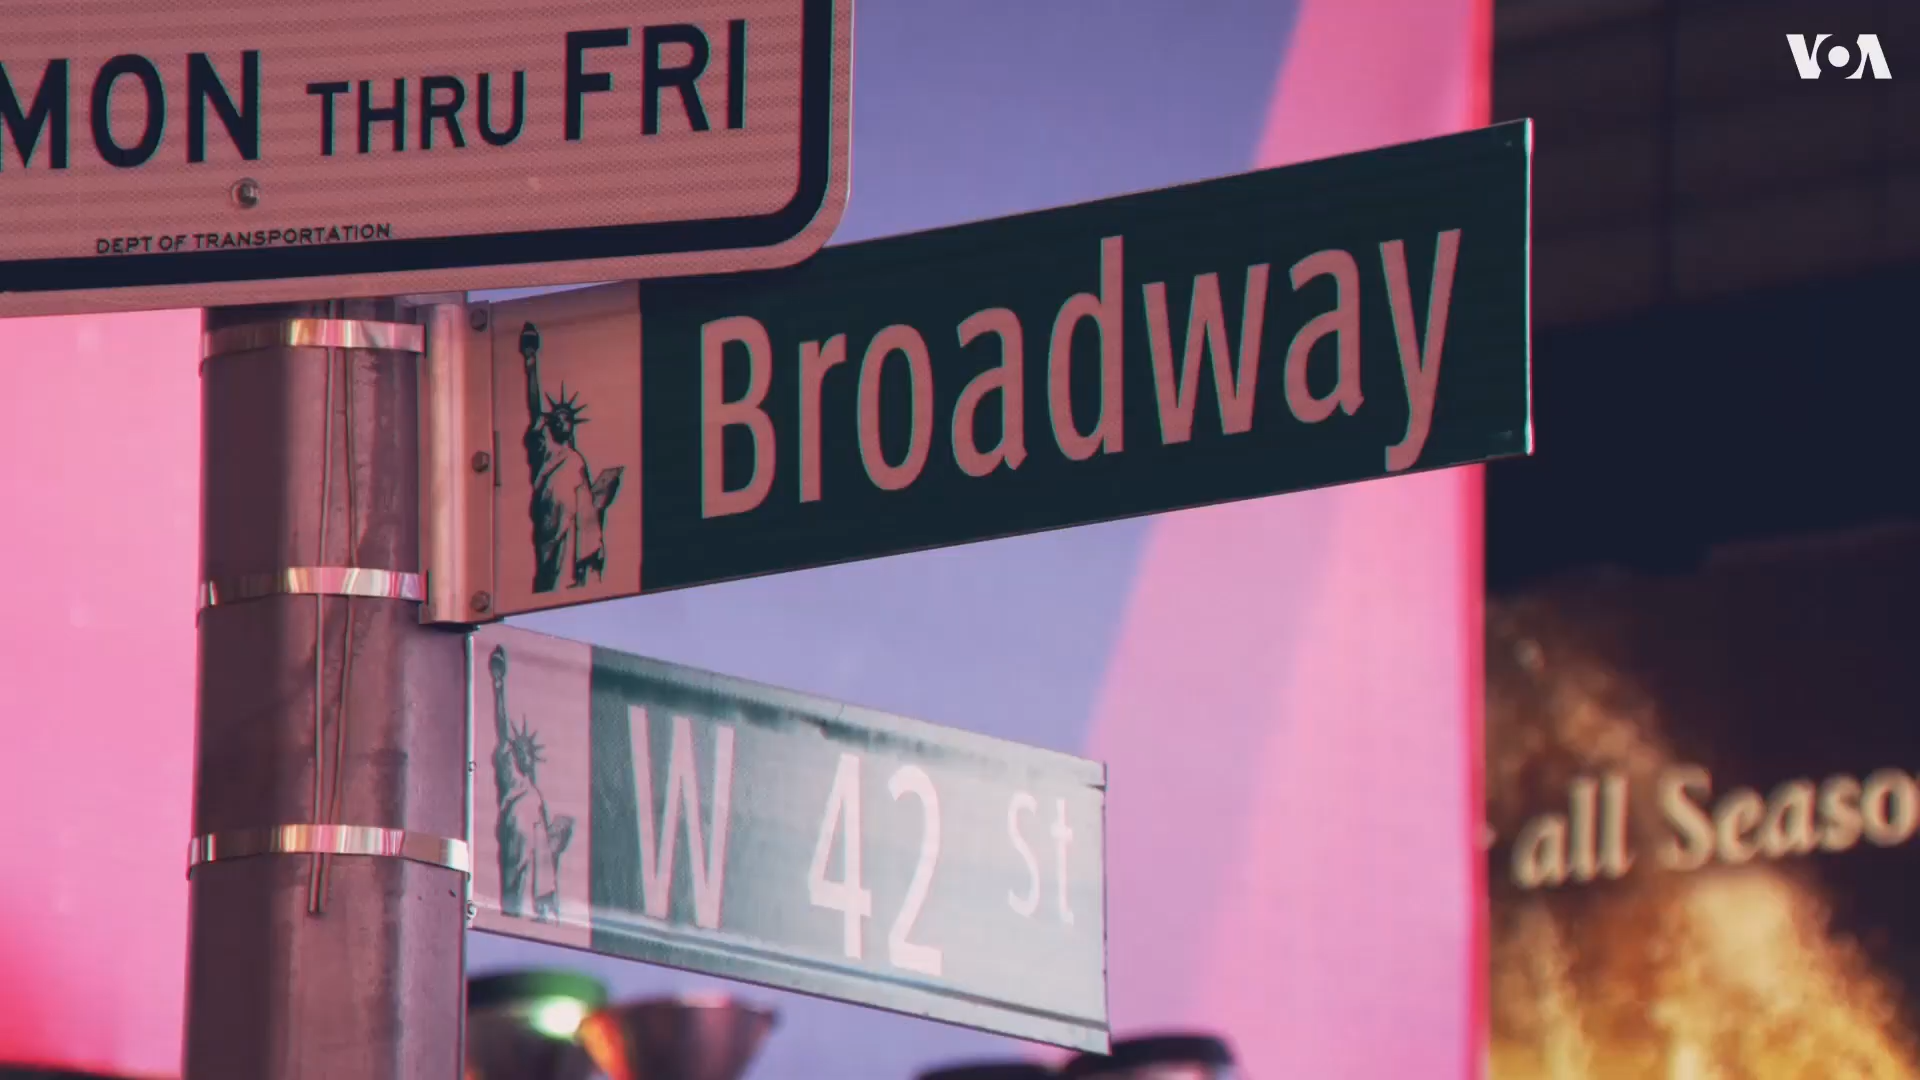 VOA
MON THRU FRI
DEPT OF TRANSPORTATION
Broadway
W 42 St
all Seaso